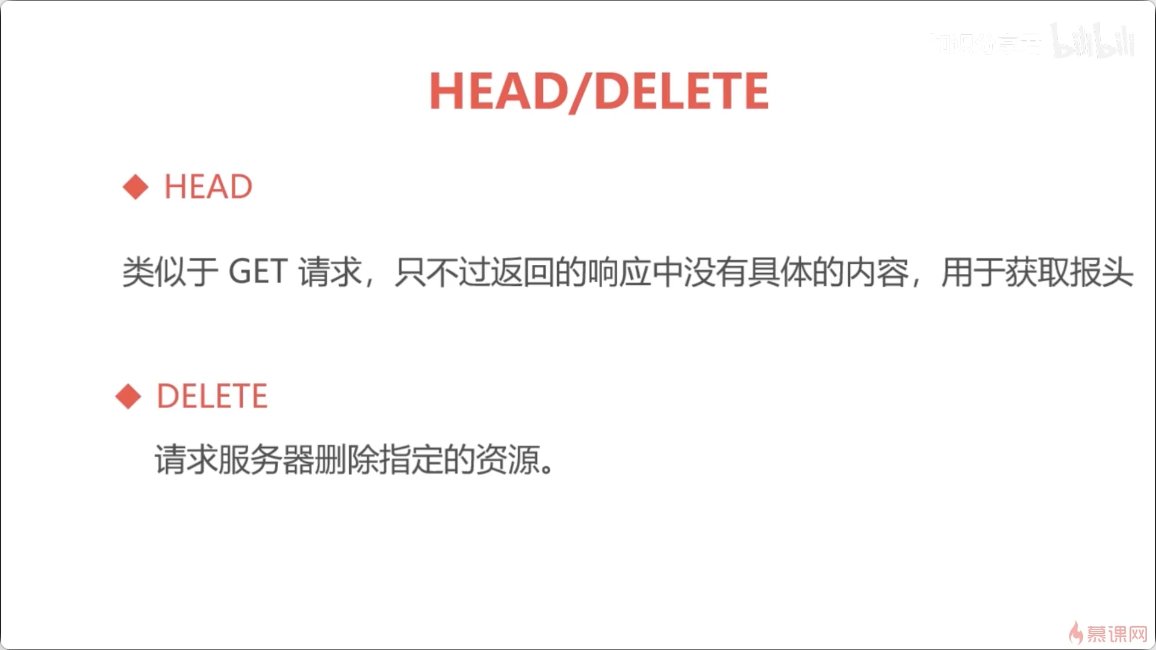 bilibili
HEAD/DELETE
◆ HEAD
类似于 GET 请求，只不过返回的响应中没有具体的内容，用于获取报头
◆ DELETE
请求服务器删除指定的资源。
慕课网